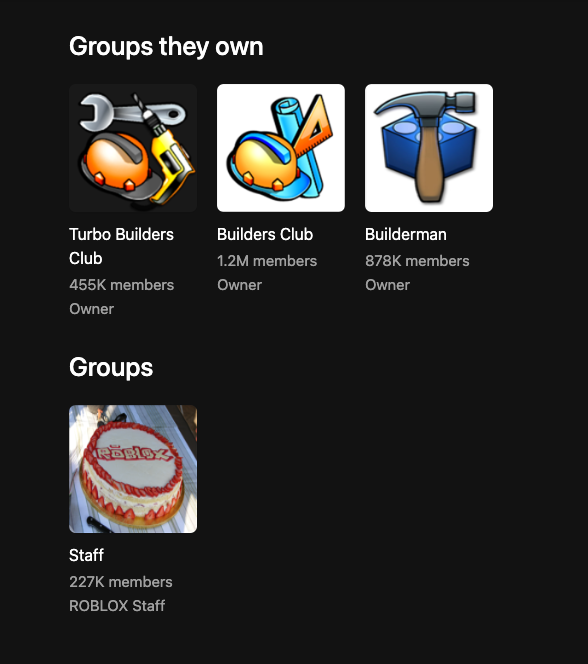 Groups they own
Turbo Builders
Club
455K members
Owner
Builders Club
1.2M members
Owner
Builderman
878K members
Owner
Groups
ROBLOX
Staff
227K members
ROBLOX Staff